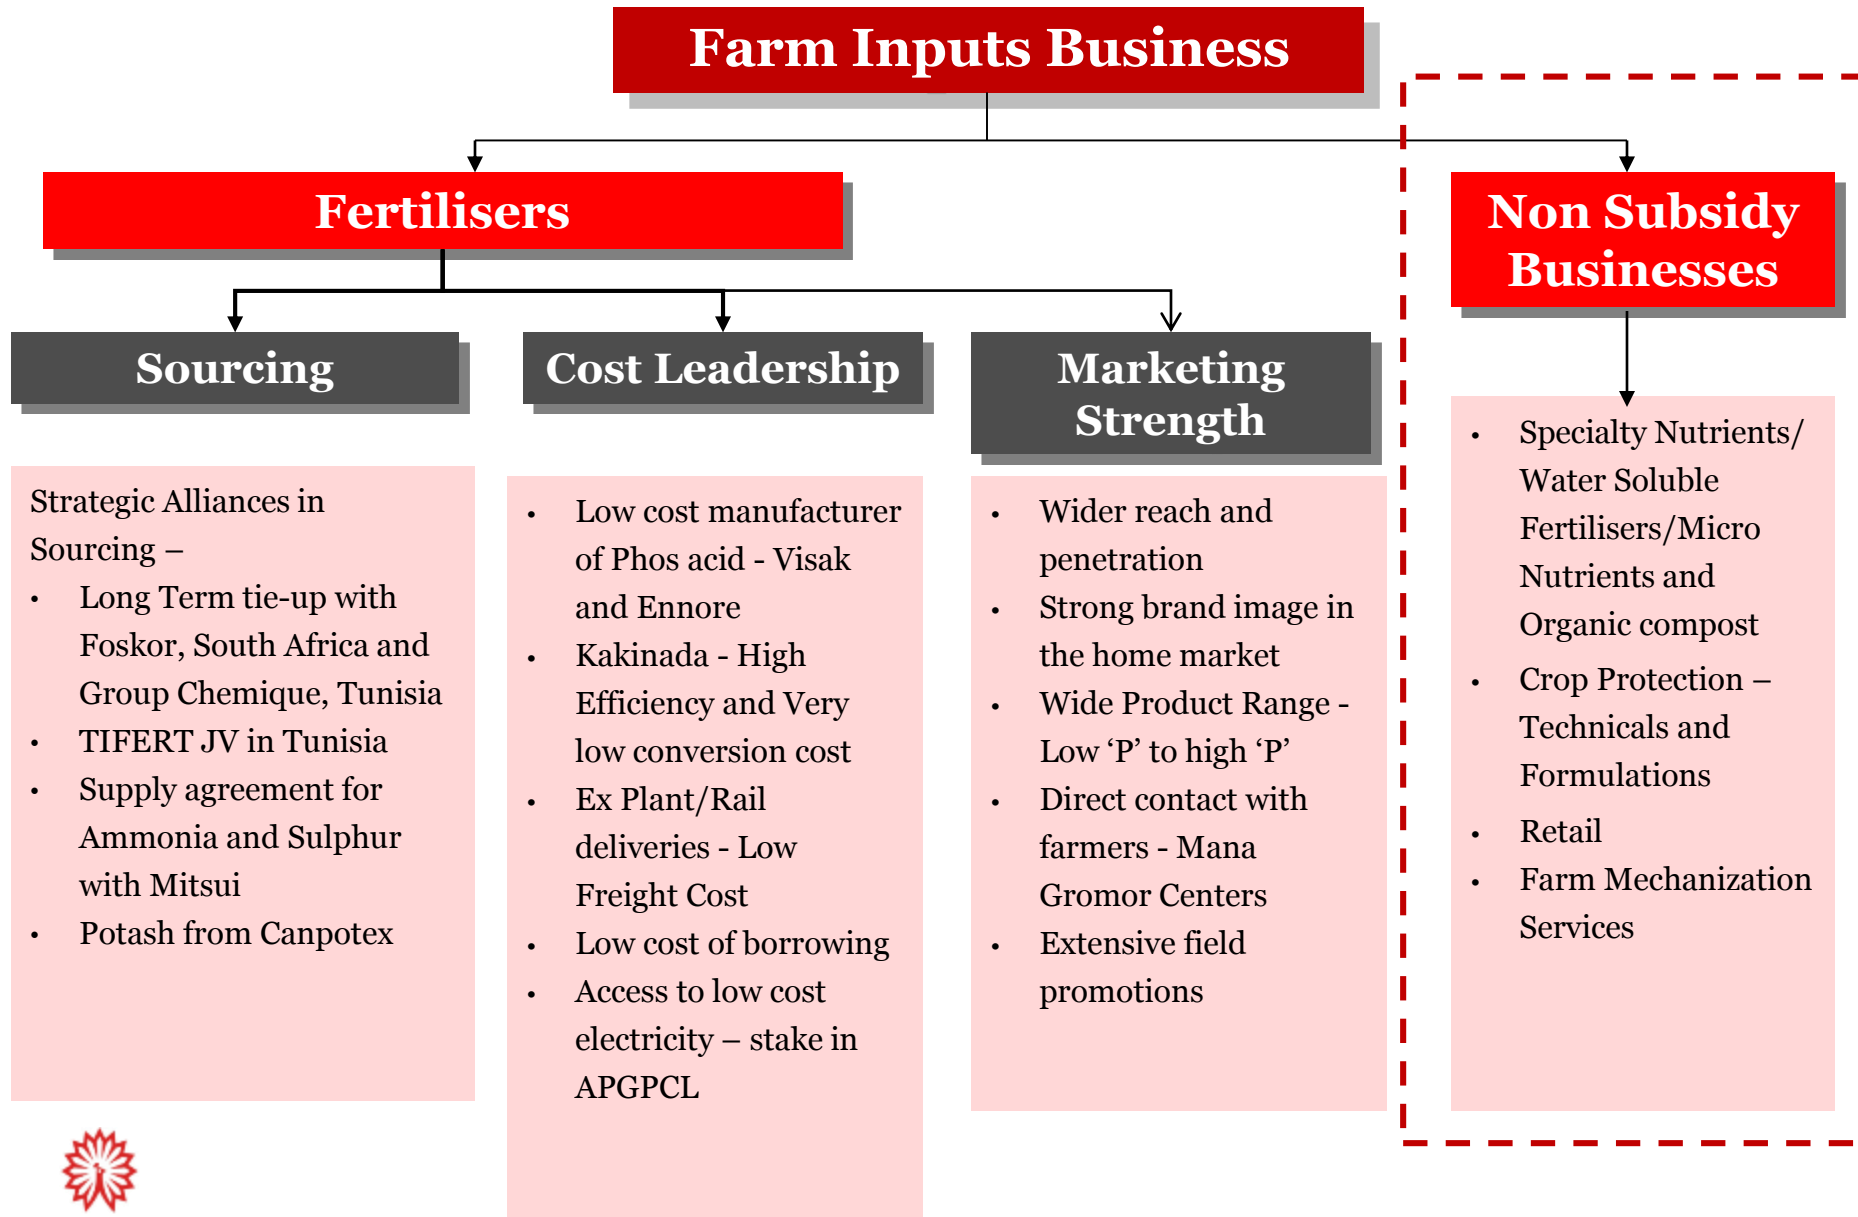 Farm Inputs Business
Fertilisers
Non Subsidy
Businesses
Sourcing
Cost Leadership
Marketing
Strength
Strategic Alliances in
Sourcing –
• Long Term tie-up with
Foskor, South Africa and
Group Chemique, Tunisia
• TIFERT JV in Tunisia
• Supply agreement for
Ammonia and Sulphur
with Mitsui
• Potash from Canpotex
• Low cost manufacturer
of Phos acid - Visak
and Ennore
• Kakinada - High
Efficiency and Very
low conversion cost
• Ex Plant/Rail
deliveries - Low
Freight Cost
• Low cost of borrowing
• Access to low cost
electricity – stake in
APGPCL
• Wider reach and
penetration
• Strong brand image in
the home market
• Wide Product Range -
Low ‘P’ to high ‘P’
• Direct contact with
farmers - Mana
Gromor Centers
• Extensive field
promotions
• Specialty Nutrients/
Water Soluble
Fertilisers/Micro
Nutrients and
Organic compost
• Crop Protection –
Technicals and
Formulations
• Retail
• Farm Mechanization
Services